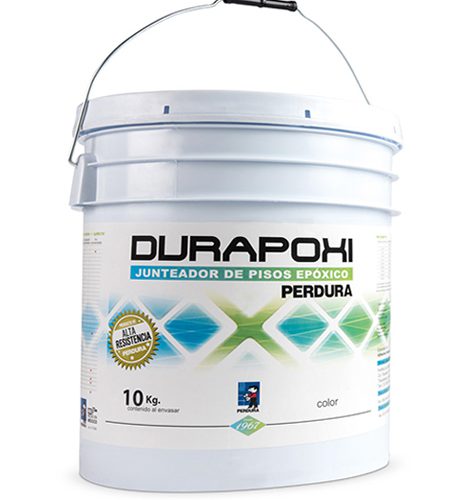 DURAPOXI
JUNTEADOR DE PISOS EPÓXICO
PERDURA
ALTA
RESISTENCIA
PERDURA
10 Kg.
contenido al envasar
PERDURA
1967
color